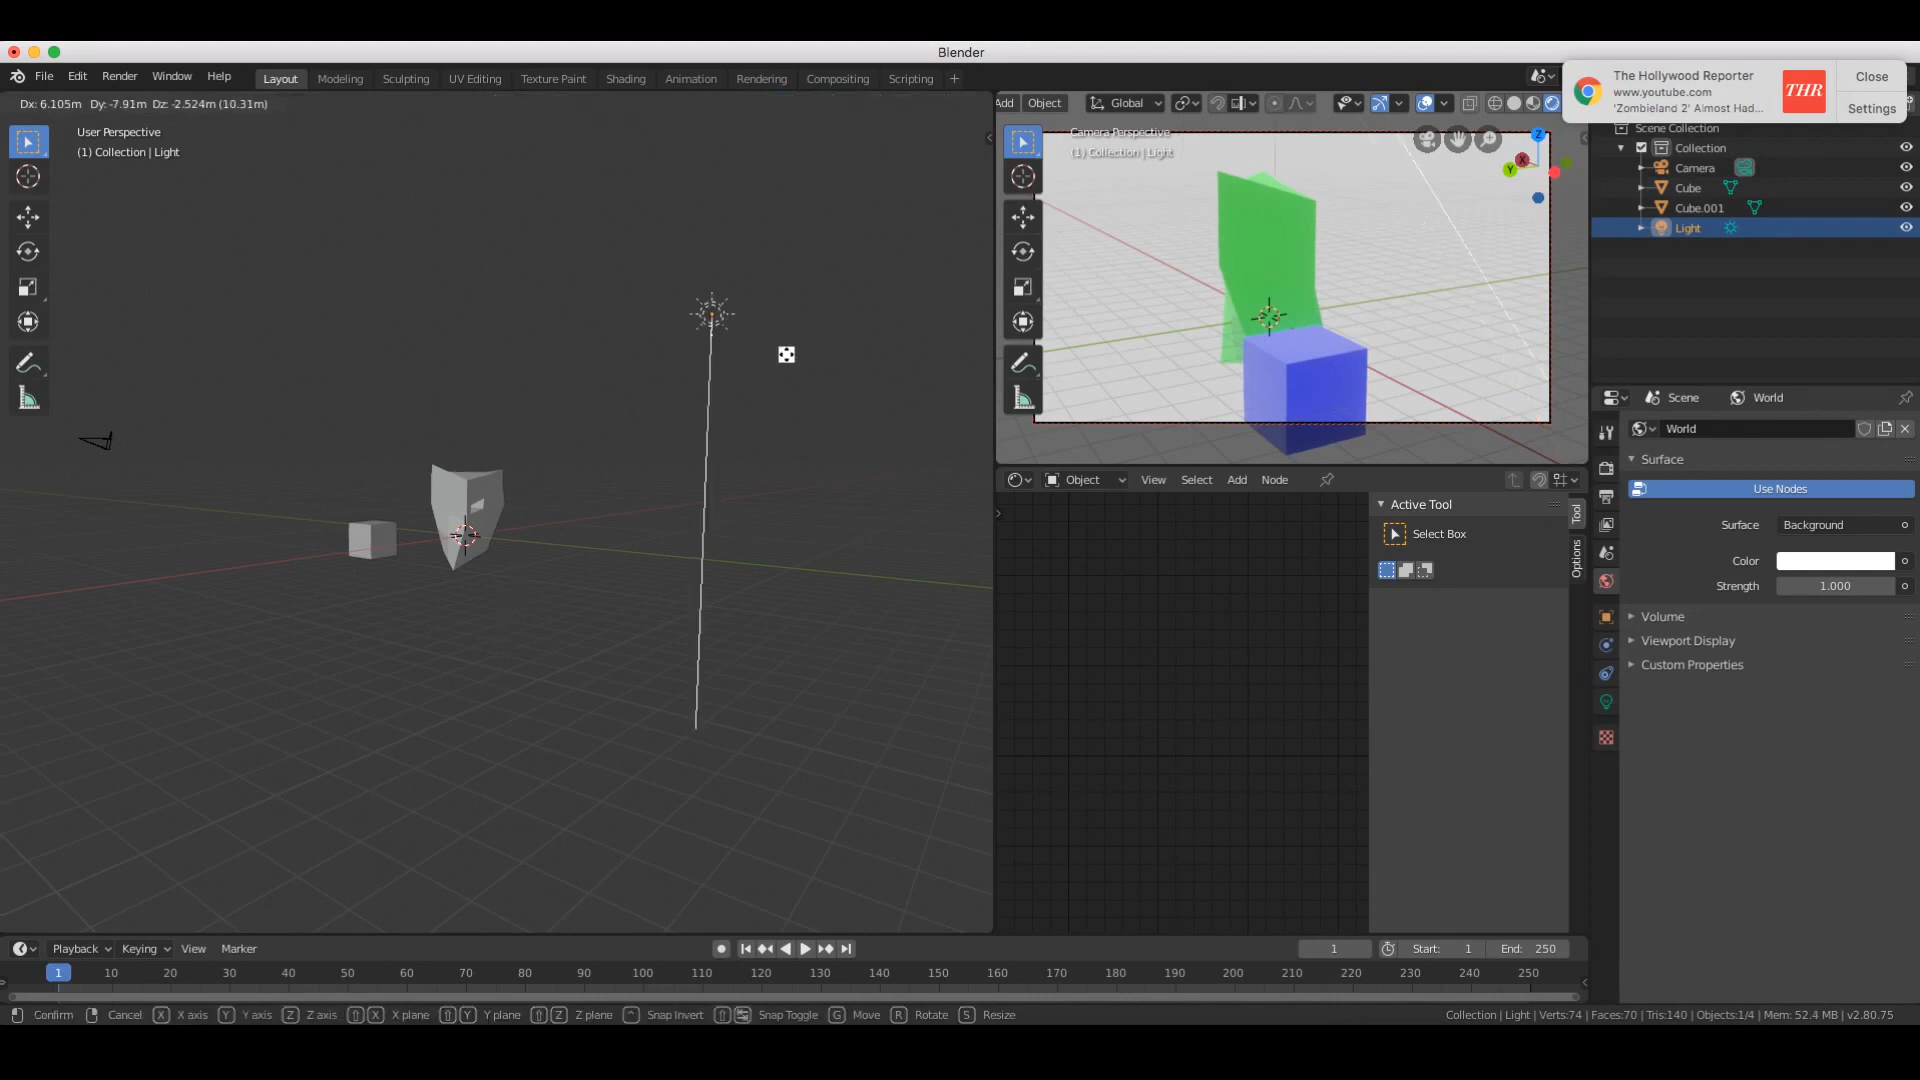 Blender
File Edit Render Window Help
Layout Modeling Sculpting UV Editing Texture Paint Shading Animation Rendering Compositing Scripting +
The Hollywood Reporter
www.youtube.com
'Zombieland 2' Almost Had...
THR
Close
Settings
Dx: 6.105m Dy: -7.91m Dz: -2.524m (10.31m)
User Perspective
(1) Collection | Light
Add Object Global
Camera Perspective
(1) Collection | Light
Z
X
Y
Scene Collection
Collection
Camera
Cube
Cube.001
Light
Scene World
World
Surface
Use Nodes
Surface Background
Color
Strength 1.000
Volume
Viewport Display
Custom Properties
Object View Select Add Node
Active Tool
Select Box
Tool
Options
Playback Keying View Marker
1 Start: 1 End: 250
1 10 20 30 40 50 60 70 80 90 100 110 120 130 140 150 160 170 180 190 200 210 220 230 240 250
Confirm Cancel X X axis Y Y axis Z Z axis X X plane Y Y plane Z Z plane ^ Snap Invert Snap Toggle G Move R Rotate S Resize
Collection | Light | Verts:74 | Faces:70 | Tris:140 | Objects:1/4 | Mem: 52.4 MB | v2.80.75